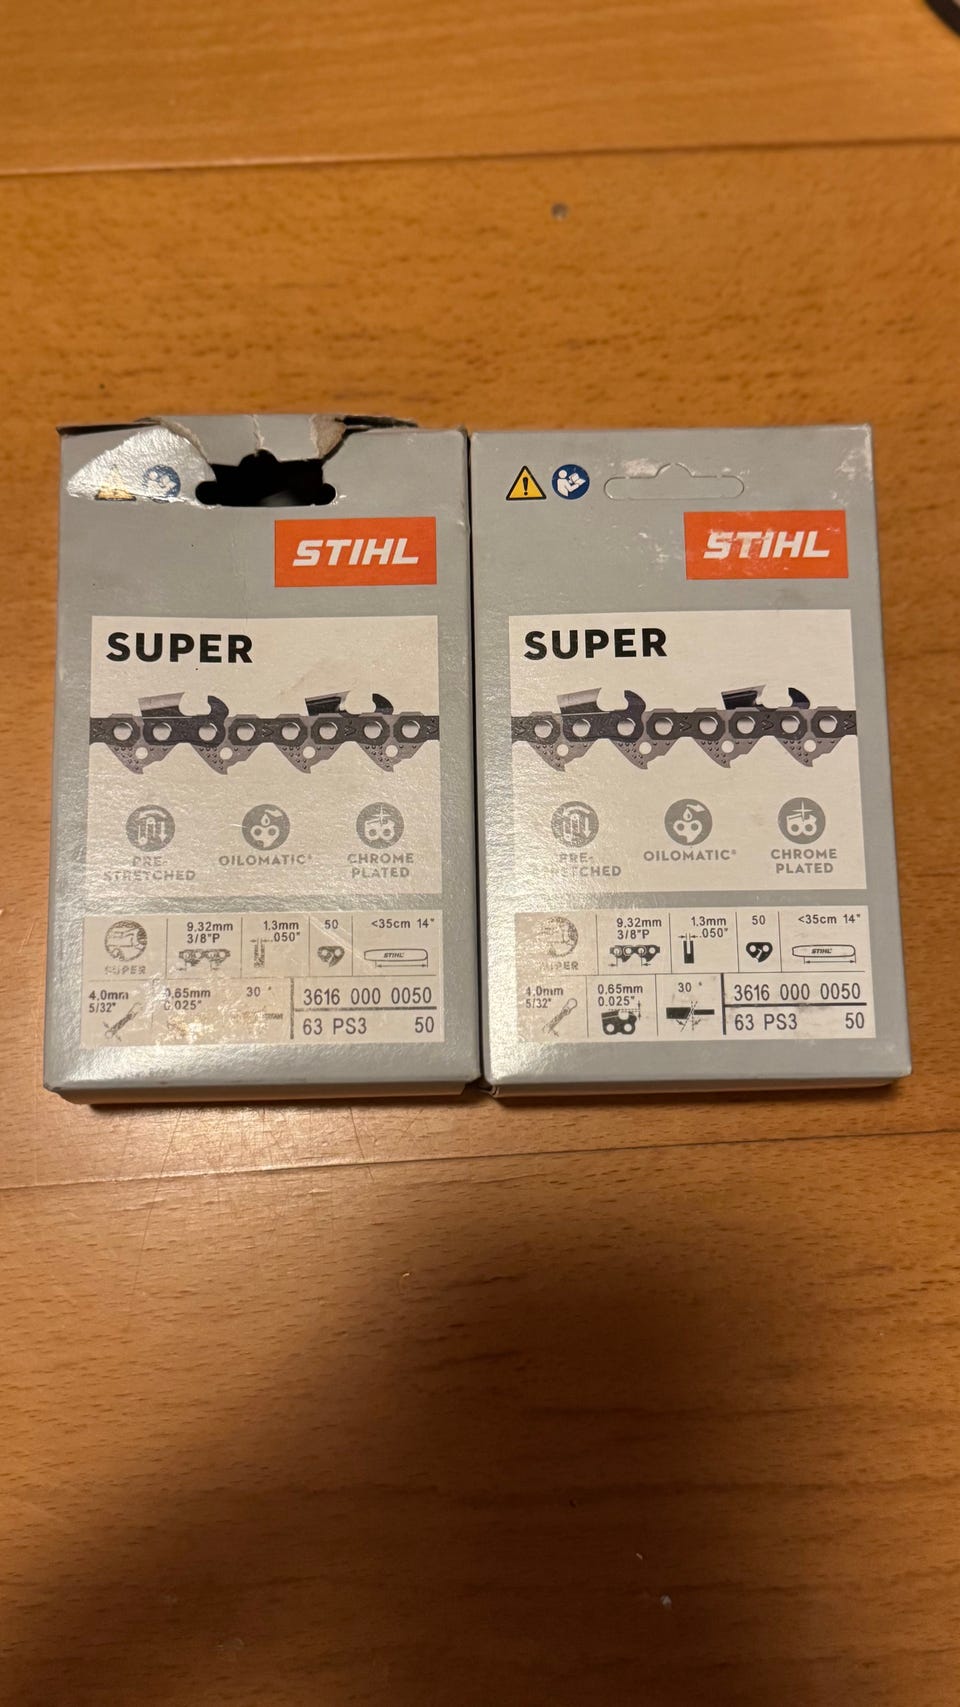 STIHL
SUPER
PRE-
STRETCHED
OILOMATIC®
CHROME
PLATED
SUPER
9,32mm
3/8"P
1.3mm
.050"
50
<35cm 14"
STIHL
4,0mm
5/32"
0,65mm
0.025"
30 °
3616 000 0050
63 PS3 50
STIHL
SUPER
PRE-
STRETCHED
OILOMATIC®
CHROME
PLATED
SUPER
9,32mm
3/8"P
1.3mm
.050"
50
<35cm 14"
STIHL
4,0mm
5/32"
0,65mm
0.025"
30 °
3616 000 0050
63 PS3 50